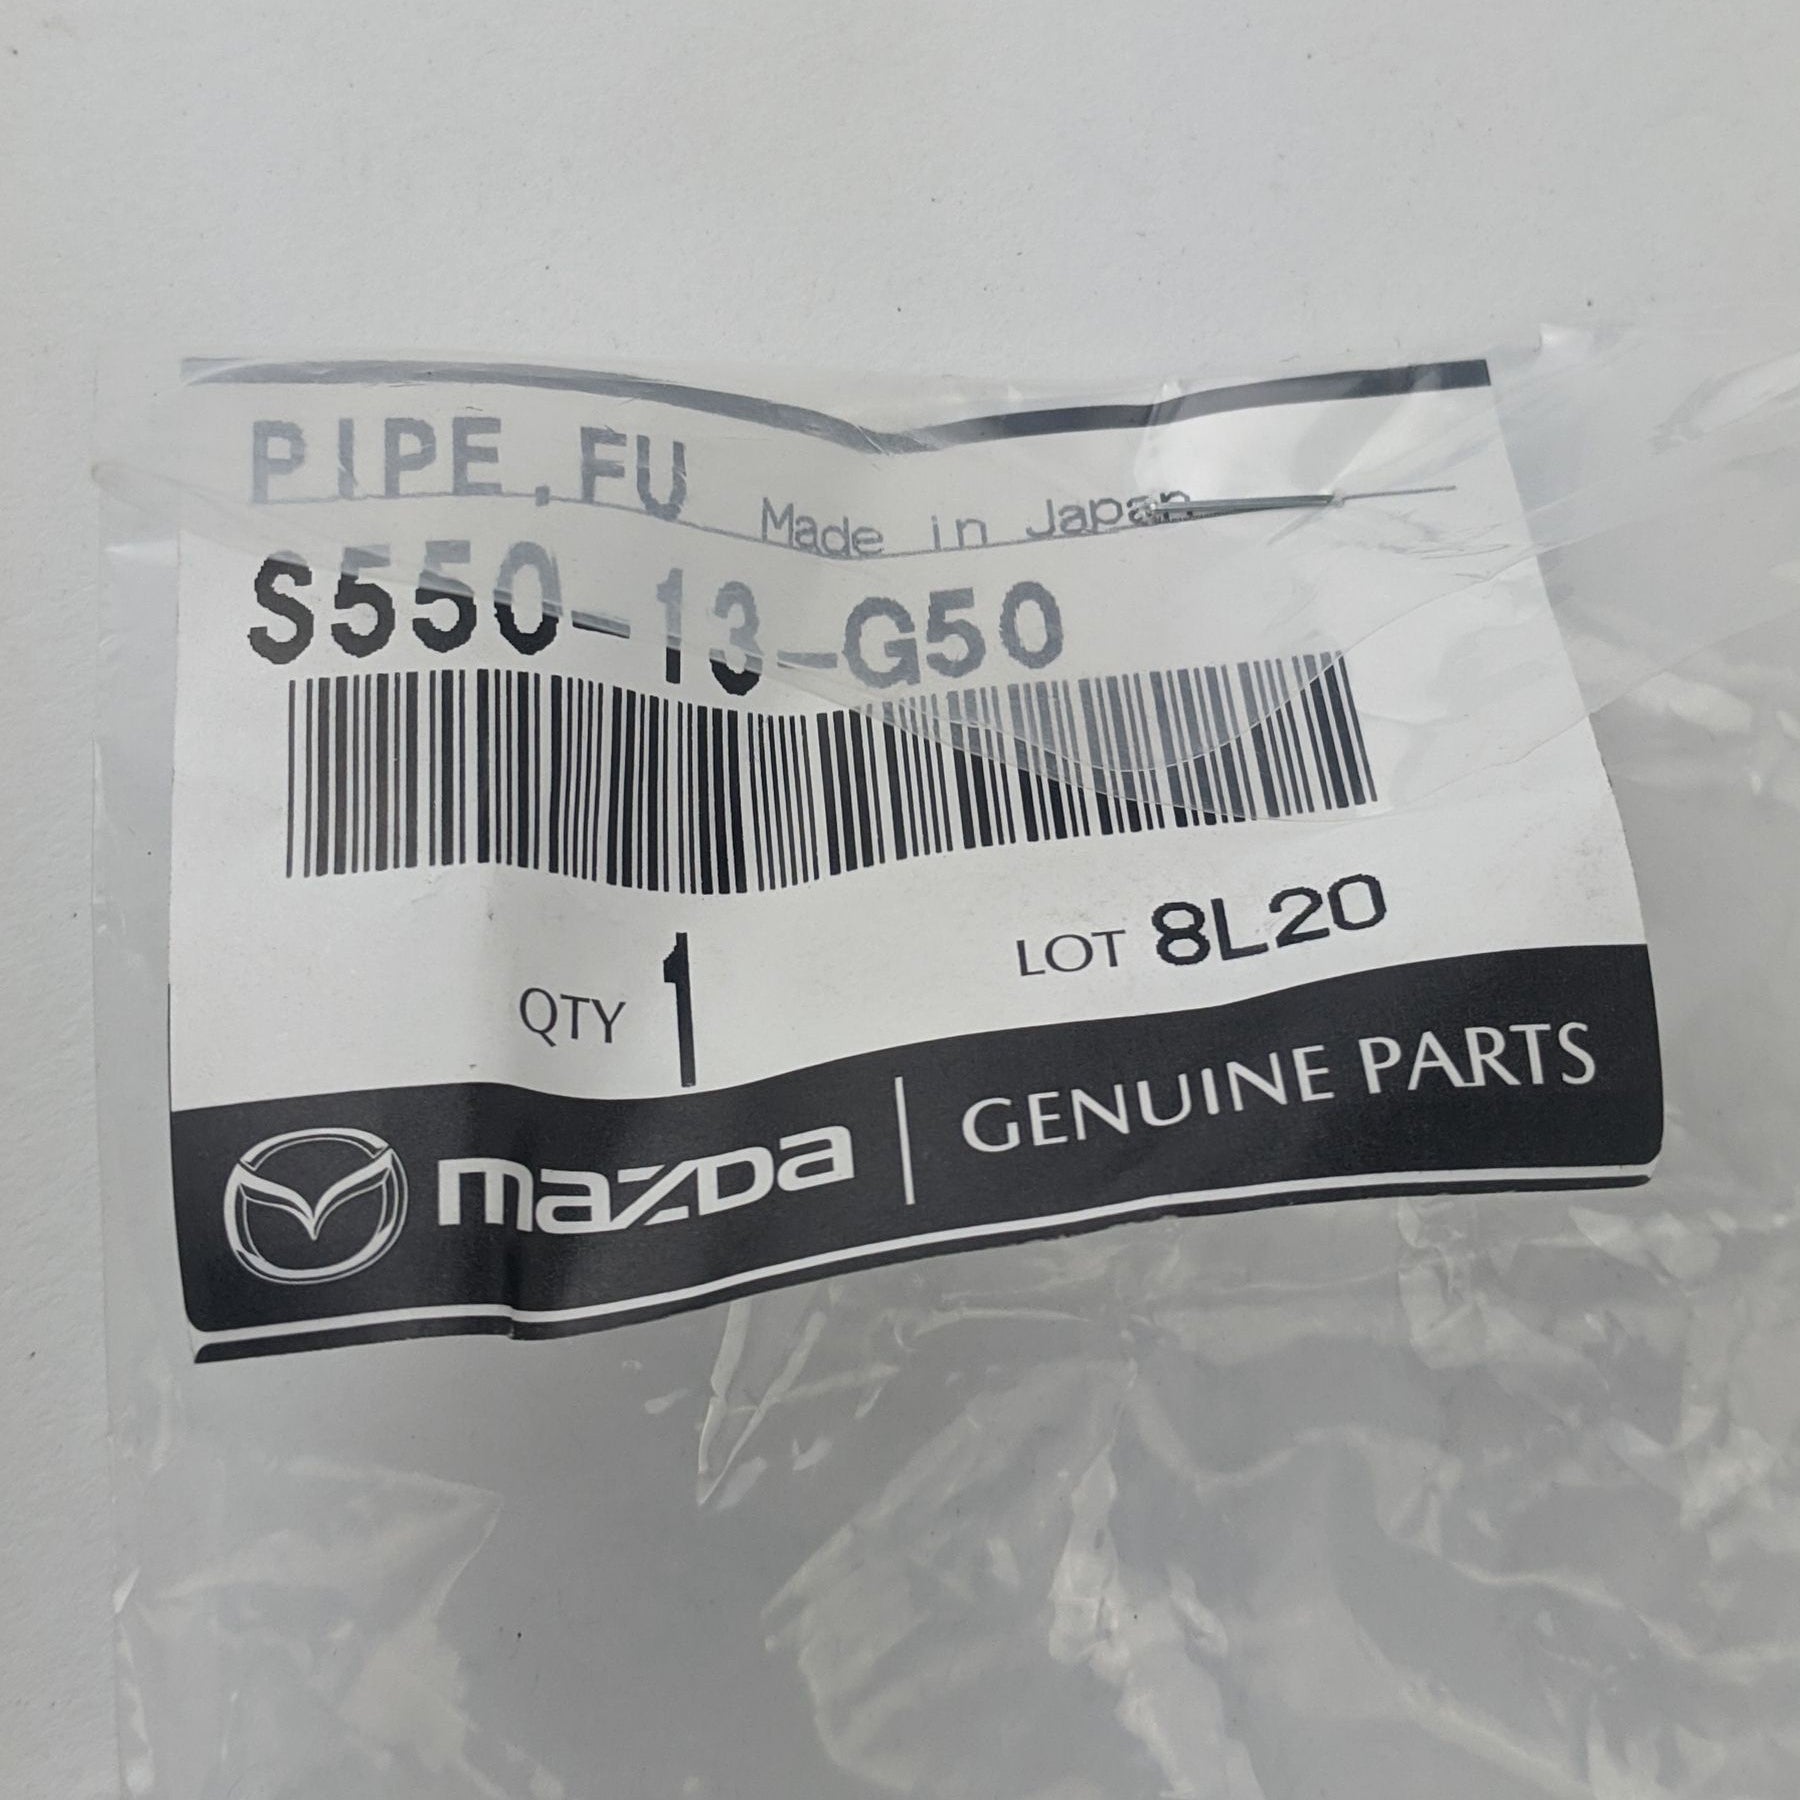 PIPE,FU
Made in Japan
S550-13-G50
QTY 1
LOT 8L20
mazda | GENUINE PARTS